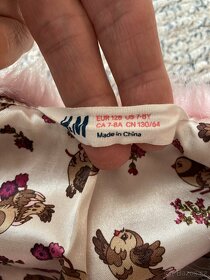 H&M
EUR 128 US 7-8Y
CA 7-8A CN 130/64
Made in China